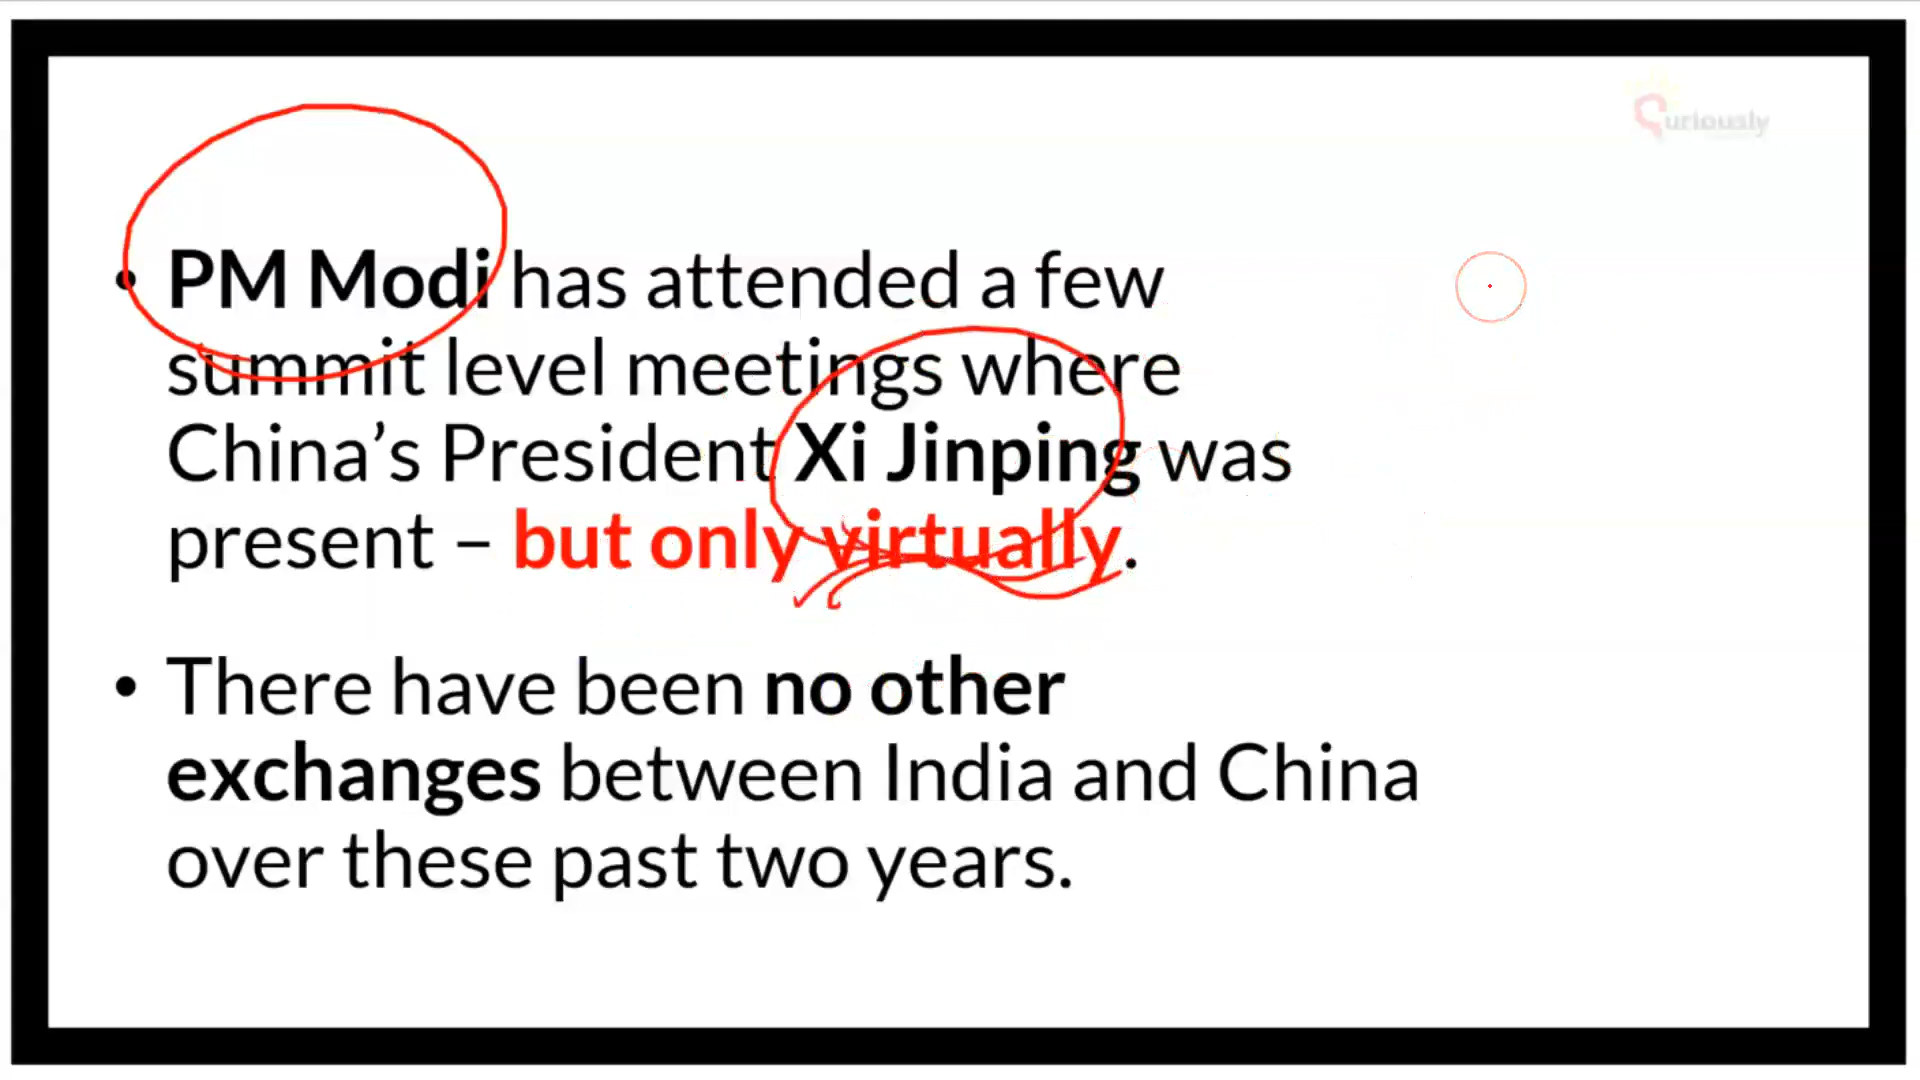 Curiously
• PM Modi has attended a few
summit level meetings where
China’s President Xi Jinping was
present – but only virtually.
• There have been no other
exchanges between India and China
over these past two years.